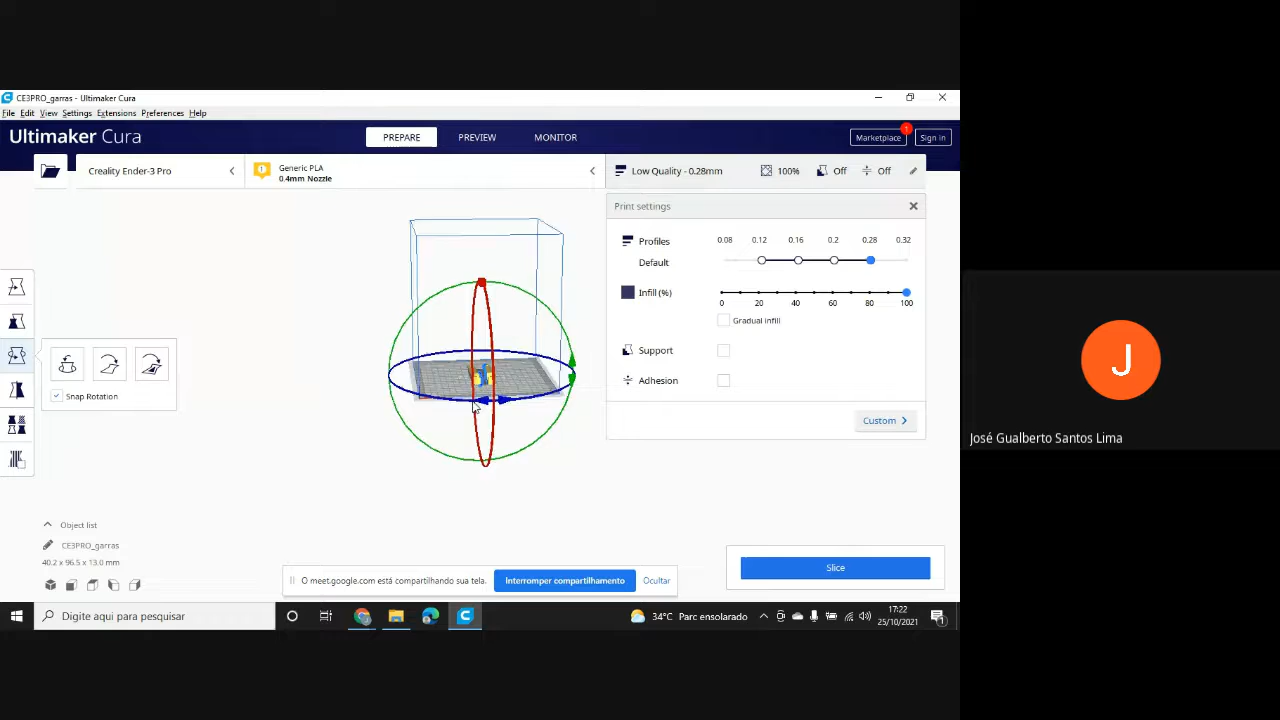 CE3PRO_garras - Ultimaker Cura
File Edit View Settings Extensions Preferences Help
Ultimaker Cura
PREPARE
PREVIEW
MONITOR
Marketplace
1
Sign in
Creality Ender-3 Pro
Generic PLA
0.4mm Nozzle
Low Quality - 0.28mm
100%
Off
Off
Print settings
Profiles
0.08 0.12 0.16 0.2 0.28 0.32
Default
Infill (%)
0 20 40 60 80 100
Gradual infill
Support
Adhesion
Custom
Snap Rotation
Object list
CE3PRO_garras
40.2 x 96.5 x 13.0 mm
O meet.google.com está compartilhando sua tela.
Interromper compartilhamento
Ocultar
Slice
Digite aqui para pesquisar
34°C Parc ensolarado
17:22
25/10/2021
1
J
José Gualberto Santos Lima